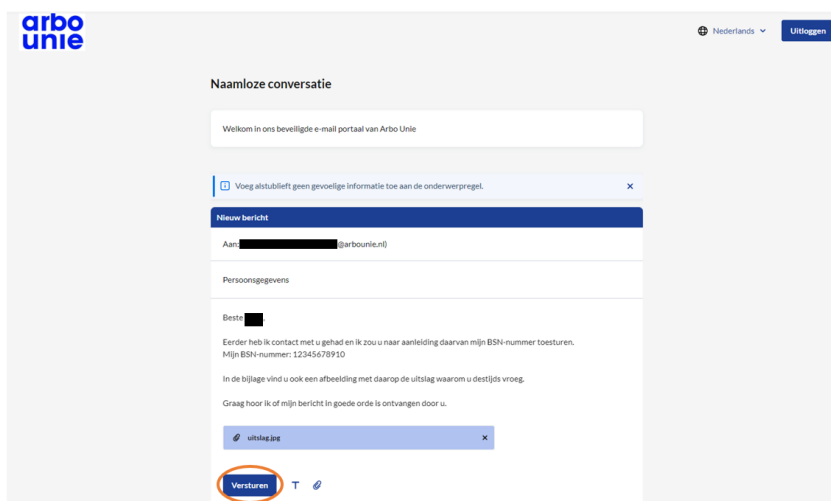 arbo
unie
Nederlands
Uitloggen
Naamloze conversatie
Welkom in ons beveiligde e-mail portaal van Arbo Unie
Voeg alstublieft geen gevoelige informatie toe aan de onderwerpregel.
Nieuw bericht
Aan: @arbounie.nl)
Persoonsgegevens
Beste ,
Eerder heb ik contact met u gehad en ik zou u naar aanleiding daarvan mijn BSN-nummer toesturen.
Mijn BSN-nummer: 12345678910
In de bijlage vind u ook een afbeelding met daarop de uitslag waarom u destijds vroeg.
Graag hoor ik of mijn bericht in goede orde is ontvangen door u.
uitslag.jpg
Versturen